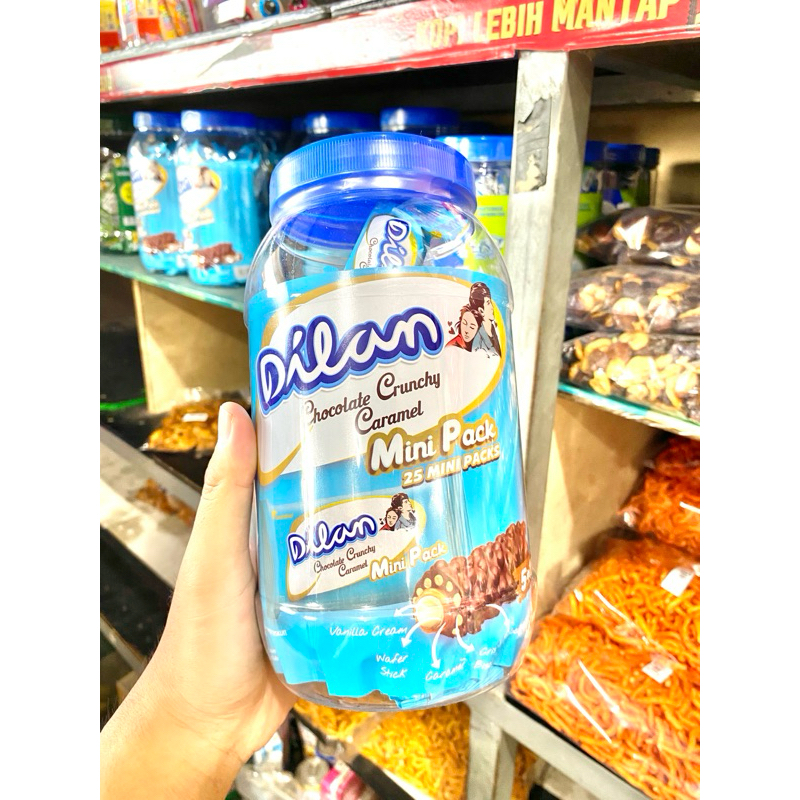 KOPI LEBIH MANTAP
Dilan
Dilan
Chocolate Crunchy
Caramel
Mini Pack
25 MINI PACKS
Dilan
Chocolate Crunchy
Caramel
Mini Pack
Vanilla Cream
Wafer
Stick
Caramel